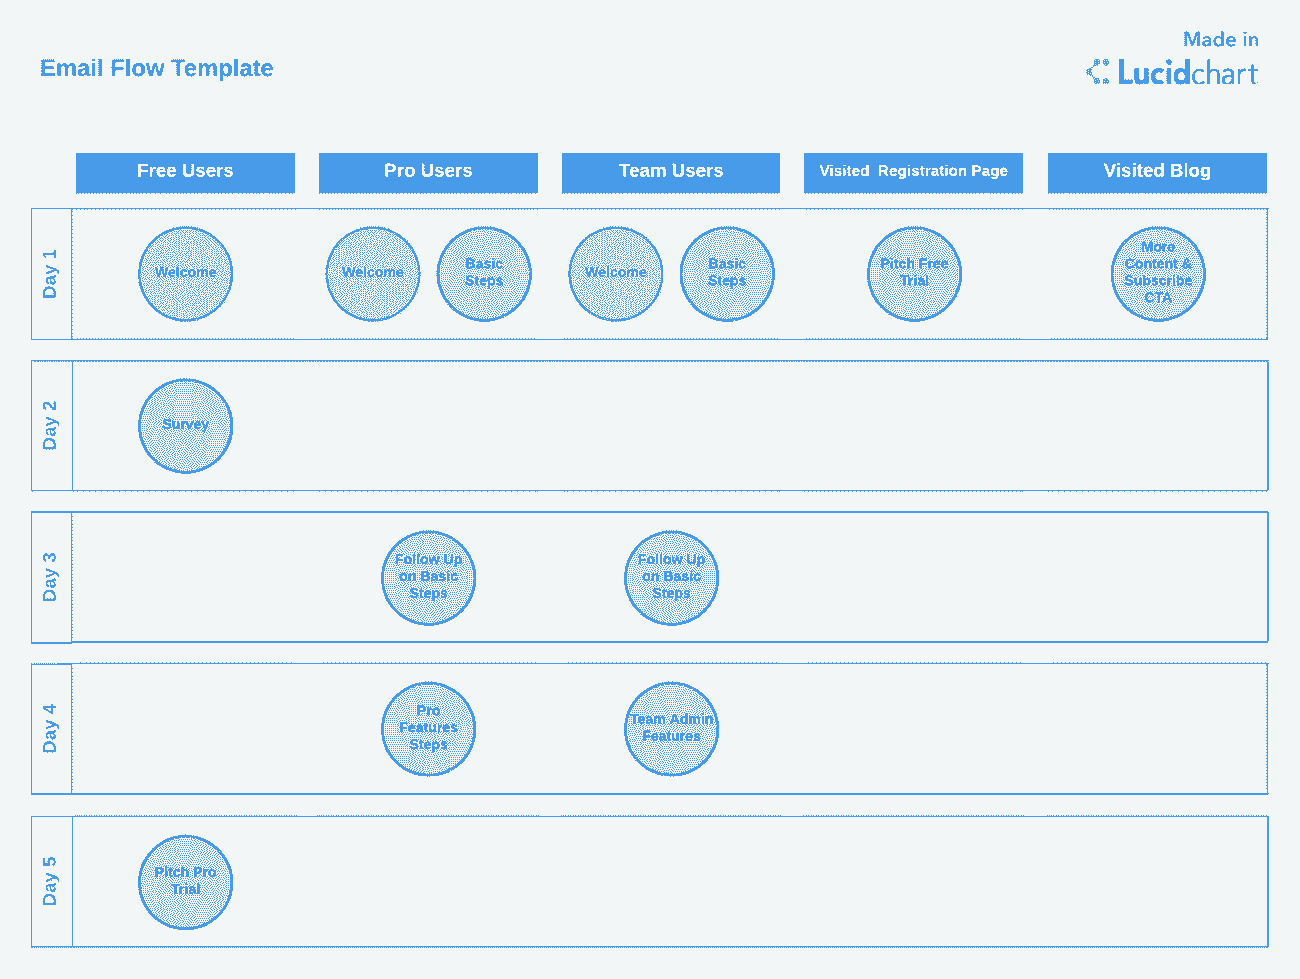 Made in
Email Flow Template
Lucidchart
Free Users
Pro Users
Team Users
Visited Registration Page
Visited Blog
Day 1
Welcome
Welcome
Basic
Steps
Welcome
Basic
Steps
Pitch Free
Trial
More
Content &
Subscribe
CTA
Day 2
Survey
Day 3
Follow Up
on Basic
Steps
Follow Up
on Basic
Steps
Day 4
Pro
Features
Steps
Team Admin
Features
Day 5
Pitch Pro
Trial